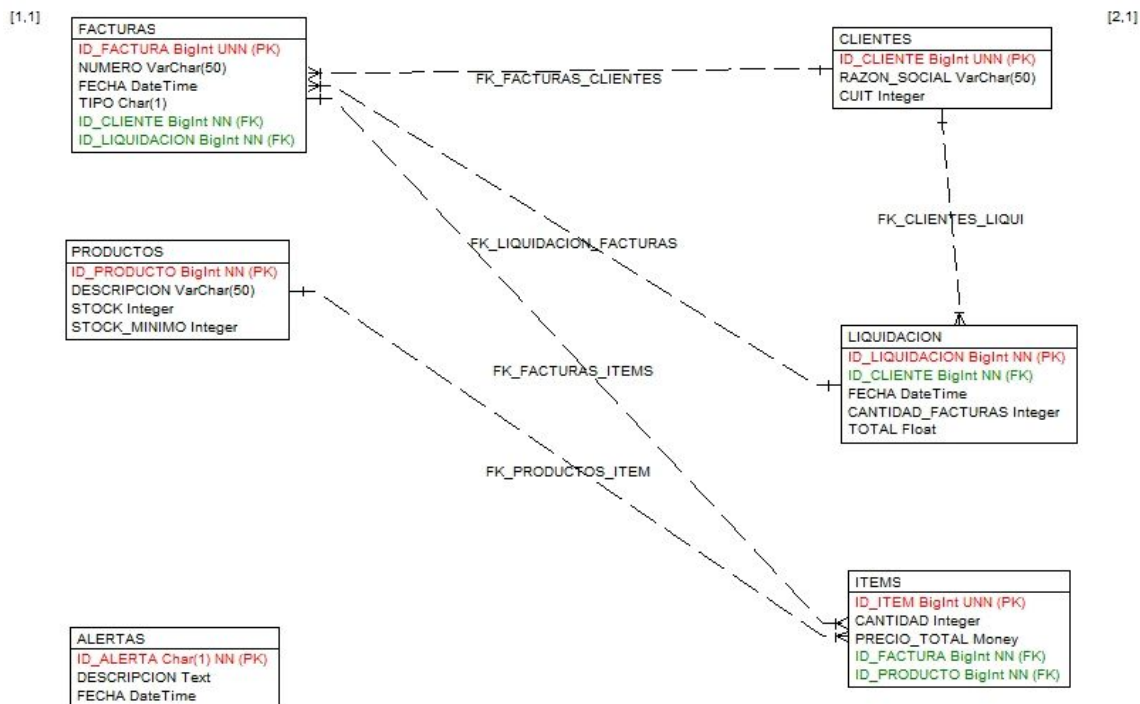 [1,1]
[2,1]
FACTURAS
ID_FACTURA BigInt UNN (PK)
NUMERO VarChar(50)
FECHA DateTime
TIPO Char(1)
ID_CLIENTE BigInt NN (FK)
ID_LIQUIDACION BigInt NN (FK)
FK_FACTURAS_CLIENTES
CLIENTES
ID_CLIENTE BigInt UNN (PK)
RAZON_SOCIAL VarChar(50)
CUIT Integer
FK_CLIENTES_LIQUI
FK_LIQUIDACION_FACTURAS
PRODUCTOS
ID_PRODUCTO BigInt NN (PK)
DESCRIPCION VarChar(50)
STOCK Integer
STOCK_MINIMO Integer
LIQUIDACION
ID_LIQUIDACION BigInt NN (PK)
ID_CLIENTE BigInt NN (FK)
FECHA DateTime
CANTIDAD_FACTURAS Integer
TOTAL Float
FK_FACTURAS_ITEMS
FK_PRODUCTOS_ITEM
ITEMS
ID_ITEM BigInt UNN (PK)
CANTIDAD Integer
PRECIO_TOTAL Money
ID_FACTURA BigInt NN (FK)
ID_PRODUCTO BigInt NN (FK)
ALERTAS
ID_ALERTA Char(1) NN (PK)
DESCRIPCION Text
FECHA DateTime